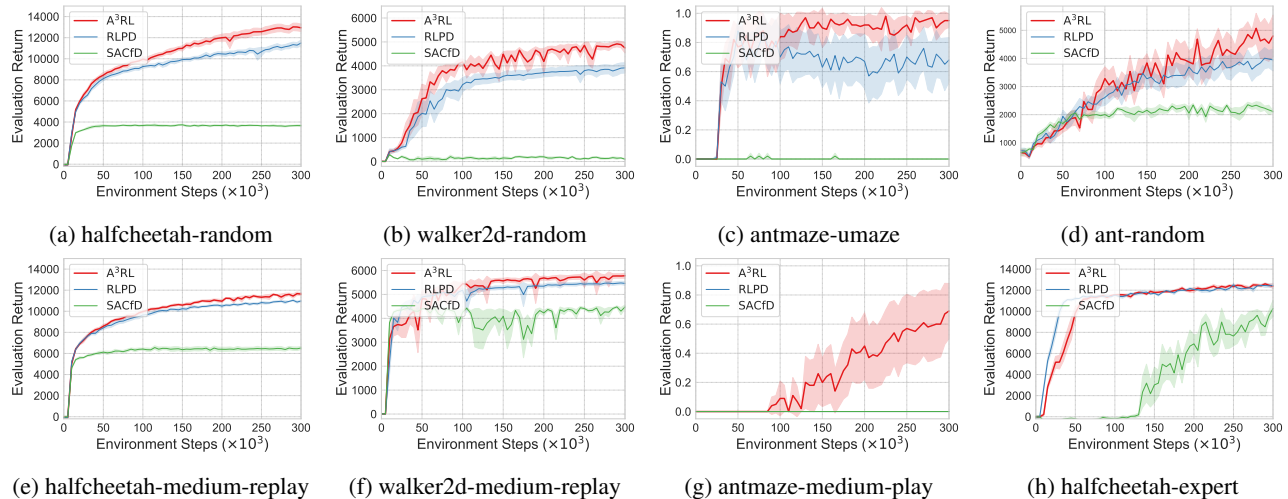 Evaluation Return
14000
12000
10000
8000
6000
4000
2000
0
A³RL
RLPD
SACfD
0 50 100 150 200 250 300
Environment Steps (×10³)
(a) halfcheetah-random
Evaluation Return
6000
5000
4000
3000
2000
1000
0
A³RL
RLPD
SACfD
0 50 100 150 200 250 300
Environment Steps (×10³)
(b) walker2d-random
Evaluation Return
1.0
0.8
0.6
0.4
0.2
0.0
A³RL
RLPD
SACfD
0 50 100 150 200 250 300
Environment Steps (×10³)
(c) antmaze-umaze
Evaluation Return
5000
4000
3000
2000
1000
A³RL
RLPD
SACfD
0 50 100 150 200 250 300
Environment Steps (×10³)
(d) ant-random
Evaluation Return
14000
12000
10000
8000
6000
4000
2000
0
A³RL
RLPD
SACfD
0 50 100 150 200 250 300
Environment Steps (×10³)
(e) halfcheetah-medium-replay
Evaluation Return
6000
5000
4000
3000
2000
1000
0
A³RL
RLPD
SACfD
0 50 100 150 200 250 300
Environment Steps (×10³)
(f) walker2d-medium-replay
Evaluation Return
1.0
0.8
0.6
0.4
0.2
0.0
A³RL
RLPD
SACfD
0 50 100 150 200 250 300
Environment Steps (×10³)
(g) antmaze-medium-play
Evaluation Return
12000
10000
8000
6000
4000
2000
0
A³RL
RLPD
SACfD
0 50 100 150 200 250 300
Environment Steps (×10³)
(h) halfcheetah-expert